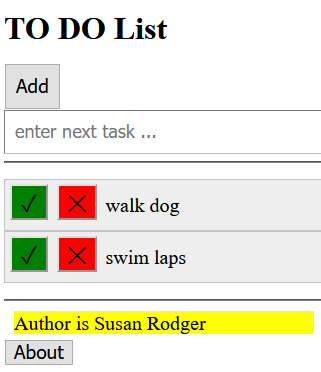 TO DO List
Add
enter next task ...
✓ ✕ walk dog
✓ ✕ swim laps
Author is Susan Rodger
About